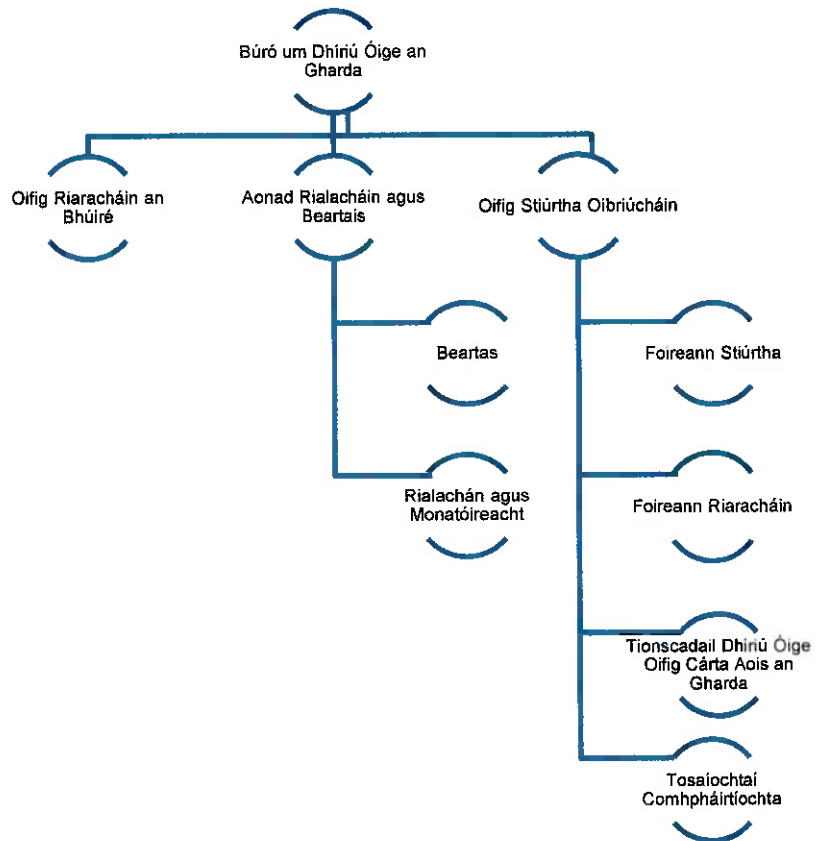 Búró um Dhíriú Óige an
Gharda
Oifig Riaracháin an
Bhúiré
Aonad Rialacháin agus
Beartais
Oifig Stiúrtha Oibriúcháin
Beartas
Foireann Stiúrtha
Rialachán agus
Monatóireacht
Foireann Riaracháin
Tionscadail Dhíriú Óige
Oifig Cárta Aois an
Gharda
Tosaíochtaí
Comhpháirtíochta